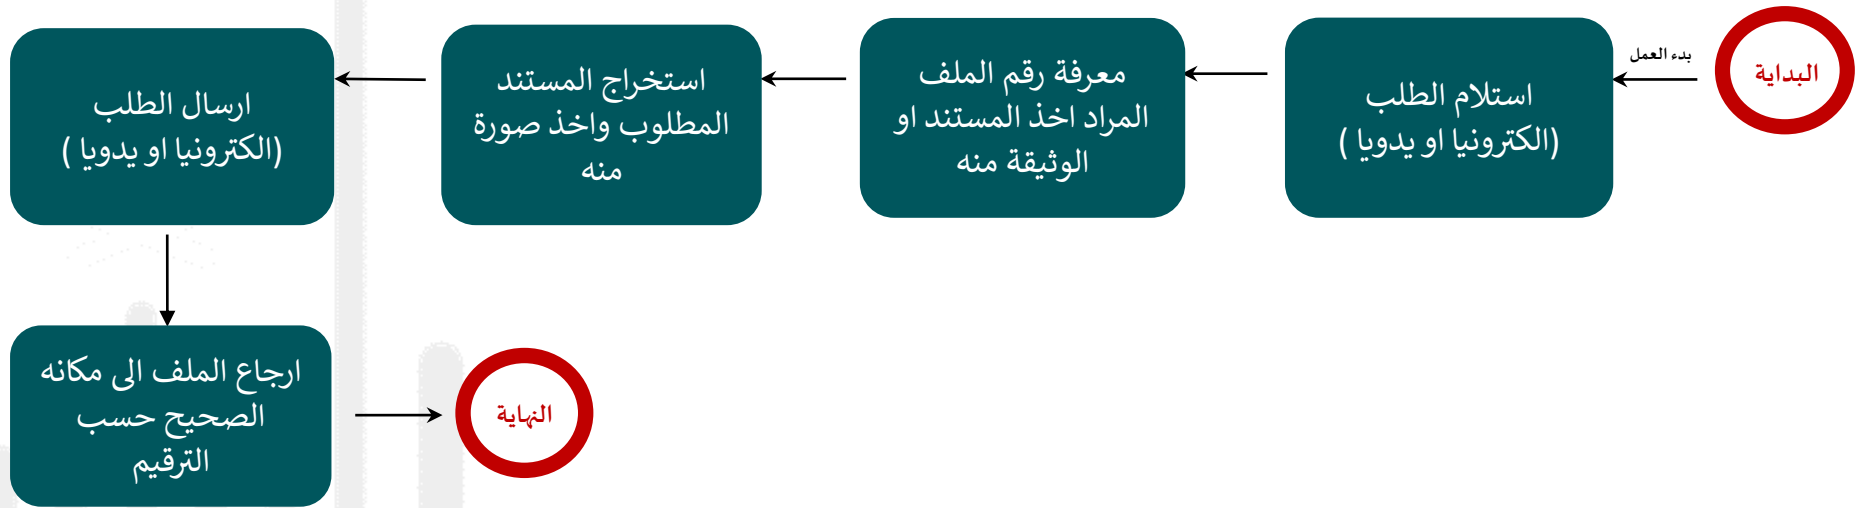 البداية
بدء العمل
استلام الطلب
(الكترونيا او يدويا )
معرفة رقم الملف
المراد اخذ المستند او
الوثيقة منه
استخراج المستند
المطلوب واخذ صورة
منه
ارسال الطلب
(الكترونيا او يدويا )
ارجاع الملف الى مكانه
الصحيح حسب
الترقيم
النهاية